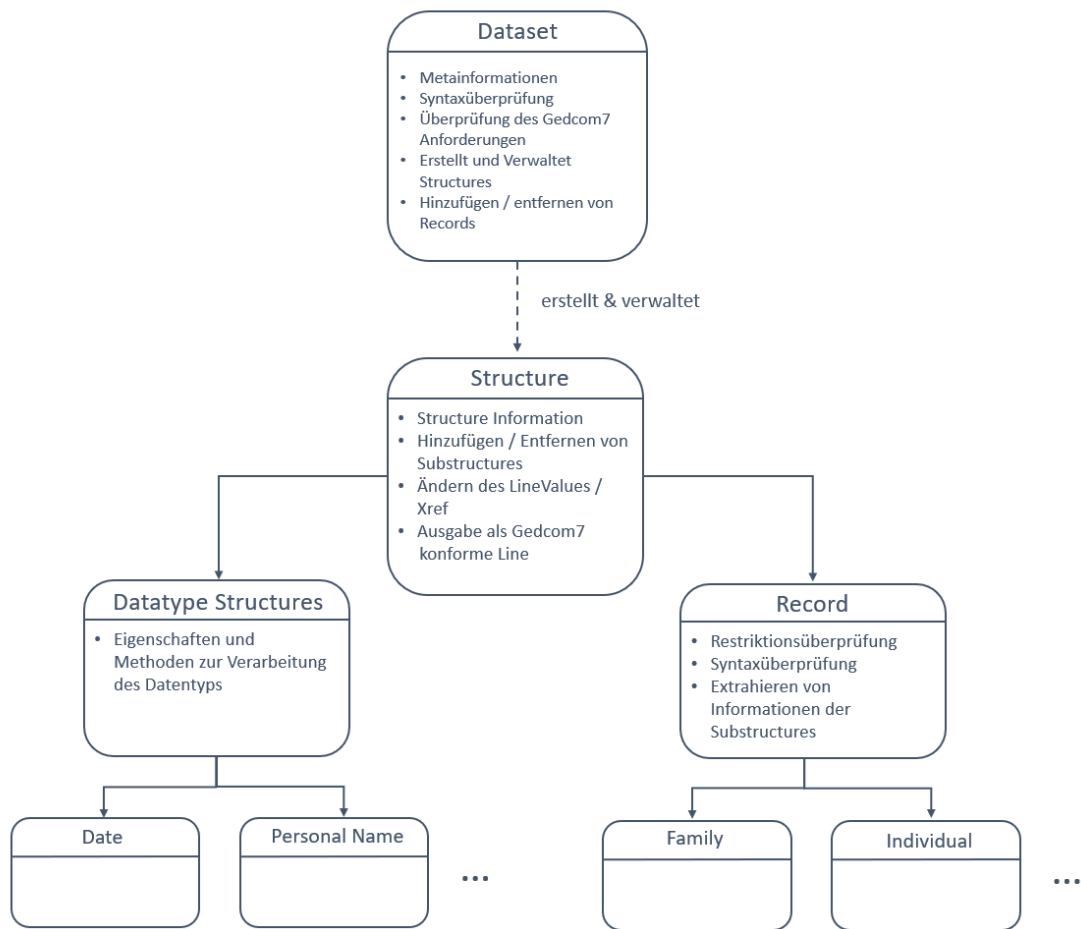 Dataset
• Metainformationen
• Syntaxüberprüfung
• Überprüfung des Gedcom7
Anforderungen
• Erstellt und Verwaltet
Structures
• Hinzufügen / entfernen von
Records
erstellt & verwaltet
Structure
• Structure Information
• Hinzufügen / Entfernen von
Substructures
• Ändern des LineValues /
Xref
• Ausgabe als Gedcom7
konforme Line
Datatype Structures
• Eigenschaften und
Methoden zur Verarbeitung
des Datentyps
Record
• Restriktionsüberprüfung
• Syntaxüberprüfung
• Extrahieren von
Informationen der
Substructures
Date
Personal Name
...
Family
Individual
...